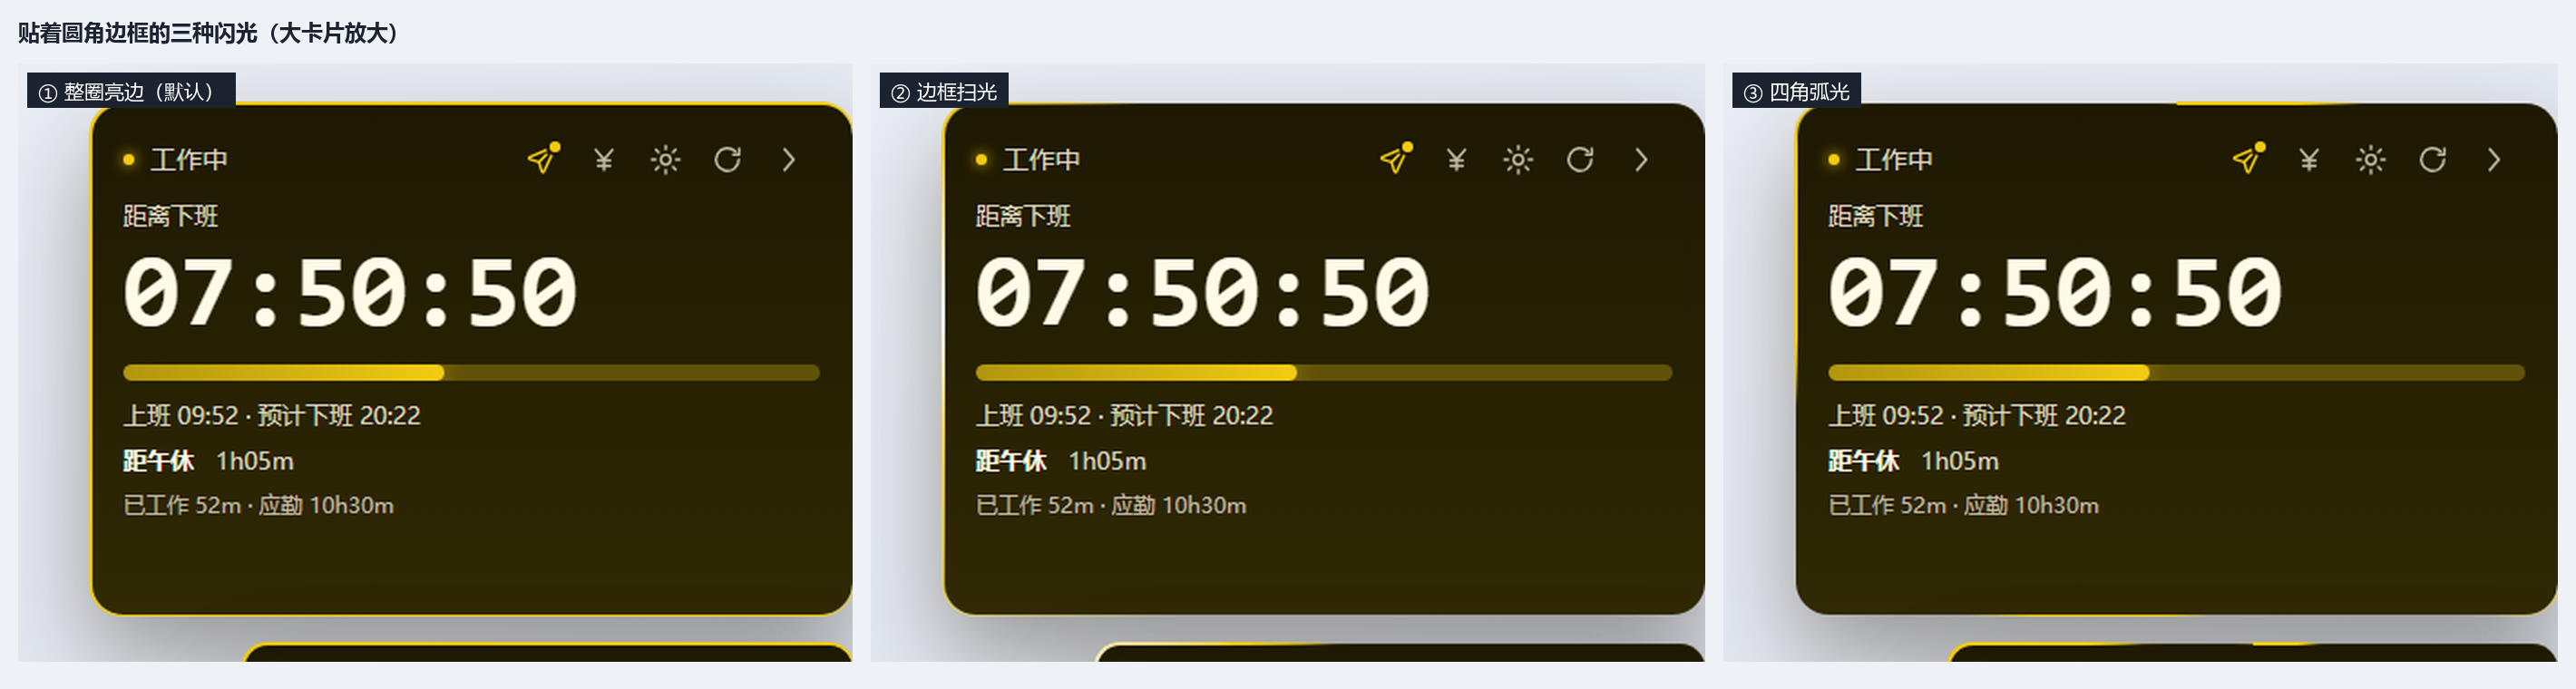 贴着圆角边框的三种闪光（大卡片放大）
① 整圈亮边（默认）
工作中
¥
距离下班
07:50:50
上班 09:52 · 预计下班 20:22
距午休 1h05m
已工作 52m · 应勤 10h30m
② 边框扫光
工作中
¥
距离下班
07:50:50
上班 09:52 · 预计下班 20:22
距午休 1h05m
已工作 52m · 应勤 10h30m
③ 四角弧光
工作中
¥
距离下班
07:50:50
上班 09:52 · 预计下班 20:22
距午休 1h05m
已工作 52m · 应勤 10h30m